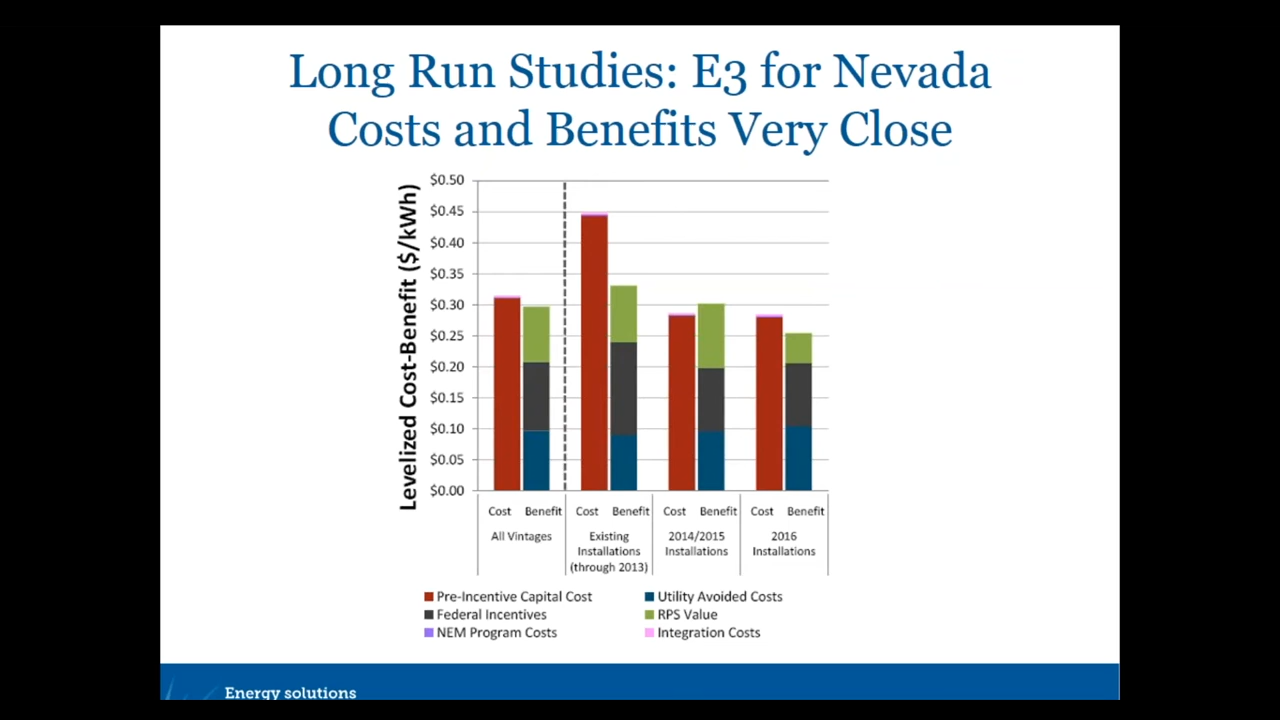 Long Run Studies: E3 for Nevada
Costs and Benefits Very Close
Levelized Cost-Benefit ($/kWh)
$0.50
$0.45
$0.40
$0.35
$0.30
$0.25
$0.20
$0.15
$0.10
$0.05
$0.00
Cost Benefit Cost Benefit Cost Benefit Cost Benefit
All Vintages Existing 2014/2015 2016
Installations Installations Installations
(through 2013)
Pre-Incentive Capital Cost Utility Avoided Costs
Federal Incentives RPS Value
NEM Program Costs Integration Costs
Energy solutions